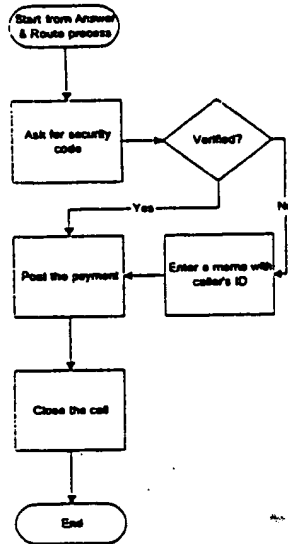 Start from Answer
& Route process
Ask for security
code
Verified?
Yes
No
Post the payment
Enter a memo with
caller's ID
Close the call
End